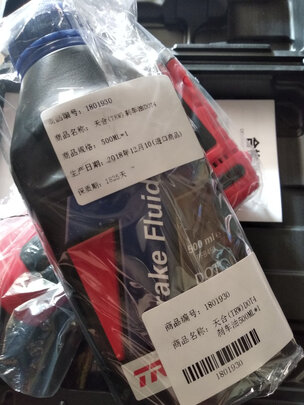 商品编号: 1801930
商品名称: 天合(TRW)刹车油DOT4
商品规格: 500ML*1
生产日期: 2018年12月10(进口商品)
保质期: 1825天
Brake Fluid
500 ml e
DOT
商品编号: 1801930
商品名称: 天合(TRW)DOT4
刹车油500ML*1
1801930
TR